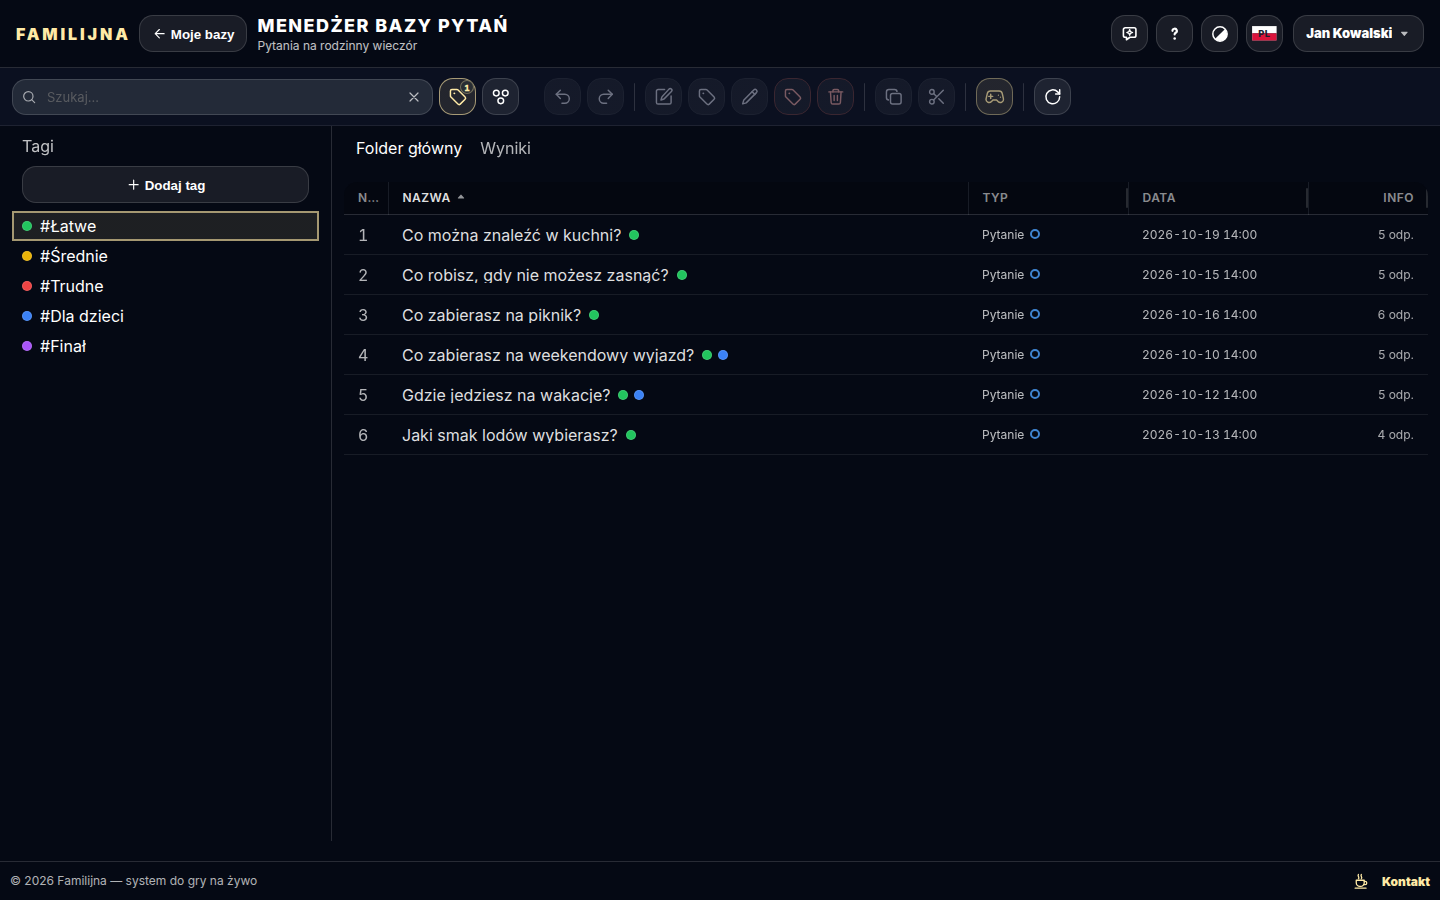 FAMILIJNA
Moje bazy
MENEDŻER BAZY PYTAŃ
Pytania na rodzinny wieczór
?
PL
Jan Kowalski
Szukaj...
1
Tagi
Dodaj tag
#Łatwe
#Średnie
#Trudne
#Dla dzieci
#Finał
Folder główny Wyniki
N... NAZWA TYP DATA INFO
1 Co można znaleźć w kuchni? Pytanie 2026-10-19 14:00 5 odp.
2 Co robisz, gdy nie możesz zasnąć? Pytanie 2026-10-15 14:00 5 odp.
3 Co zabierasz na piknik? Pytanie 2026-10-16 14:00 6 odp.
4 Co zabierasz na weekendowy wyjazd? Pytanie 2026-10-10 14:00 5 odp.
5 Gdzie jedziesz na wakacje? Pytanie 2026-10-12 14:00 5 odp.
6 Jaki smak lodów wybierasz? Pytanie 2026-10-13 14:00 4 odp.
© 2026 Familijna — system do gry na żywo
Kontakt